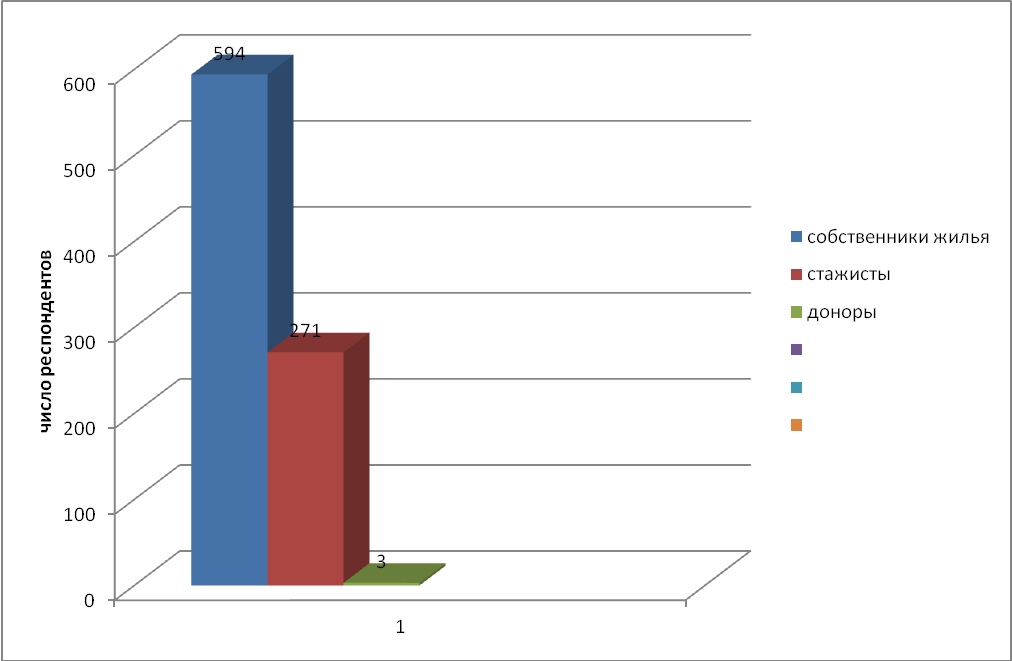 594
600
500
400
300
200
100
0
271
3
1
число респондентов
собственники жилья
стажисты
доноры